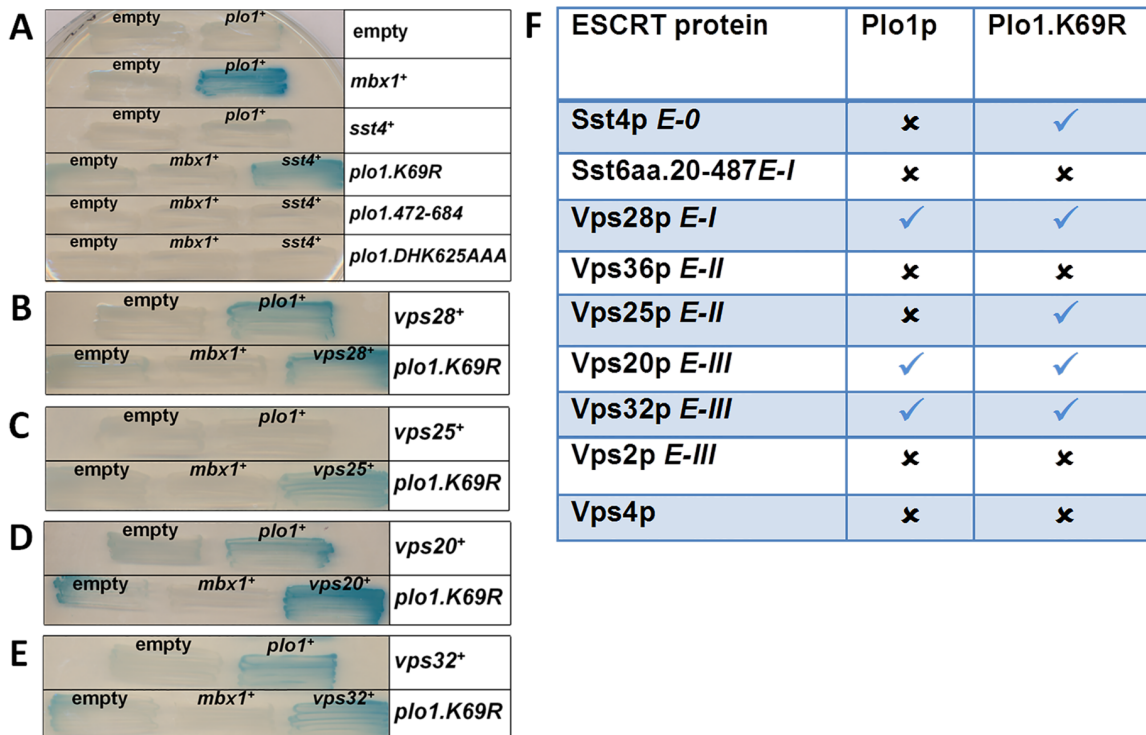 A
empty plo1+ empty
empty plo1+ mbx1+
empty plo1+ sst4+
empty mbx1+ sst4+ plo1.K69R
mbx1+ sst4+ plo1.472-684
empty mbx1+ sst4+ plo1.DHK625AAA
B
empty plo1+ vps28+
empty mbx1+ vps28+ plo1.K69R
C
empty plo1+ vps25+
empty mbx1+ vps25+ plo1.K69R
D
empty plo1+ vps20+
empty mbx1+ vps20+ plo1.K69R
E
empty plo1+ vps32+
empty mbx1+ vps32+ plo1.K69R
F
ESCRT protein Plo1p Plo1.K69R
Sst4p E-0 ✗ ✓
Sst6aa.20-487E-I ✗ ✗
Vps28p E-I ✓ ✓
Vps36p E-II ✗ ✗
Vps25p E-II ✗ ✓
Vps20p E-III ✓ ✓
Vps32p E-III ✓ ✓
Vps2p E-III ✗ ✗
Vps4p ✗ ✗